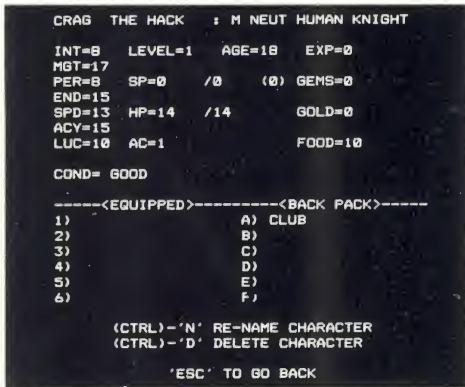 CRAG THE HACK : M NEUT HUMAN KNIGHT
INT=8 LEVEL=1 AGE=18 EXP=0
MGT=17
PER=8 SP=0 /0 (0) GEMS=0
END=15
SPD=13 HP=14 /14 GOLD=0
ACY=15
LUC=10 AC=1 FOOD=10
COND= GOOD
-----<EQUIPPED>----------<BACK PACK>-----
1) A) CLUB
2) B)
3) C)
4) D)
5) E)
6) F)
(CTRL)-'N' RE-NAME CHARACTER
(CTRL)-'D' DELETE CHARACTER
'ESC' TO GO BACK